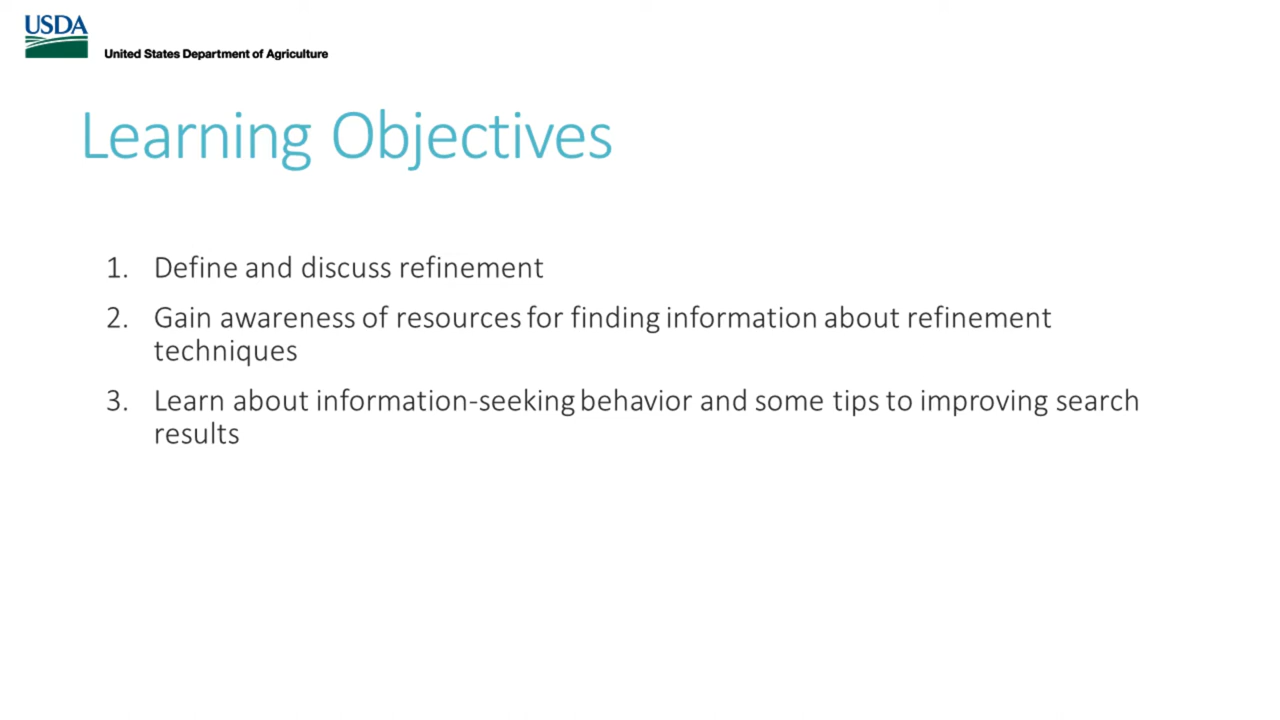 USDA
United States Department of Agriculture
Learning Objectives
1. Define and discuss refinement
2. Gain awareness of resources for finding information about refinement
techniques
3. Learn about information-seeking behavior and some tips to improving search
results